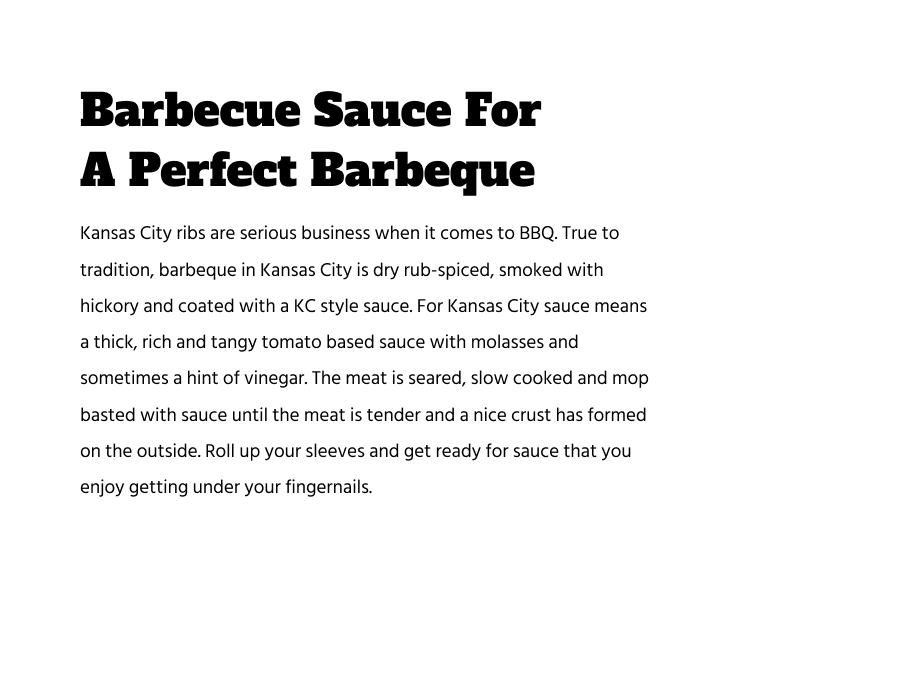 Barbecue Sauce For
A Perfect Barbeque
Kansas City ribs are serious business when it comes to BBQ. True to
tradition, barbeque in Kansas City is dry rub-spiced, smoked with
hickory and coated with a KC style sauce. For Kansas City sauce means
a thick, rich and tangy tomato based sauce with molasses and
sometimes a hint of vinegar. The meat is seared, slow cooked and mop
basted with sauce until the meat is tender and a nice crust has formed
on the outside. Roll up your sleeves and get ready for sauce that you
enjoy getting under your fingernails.